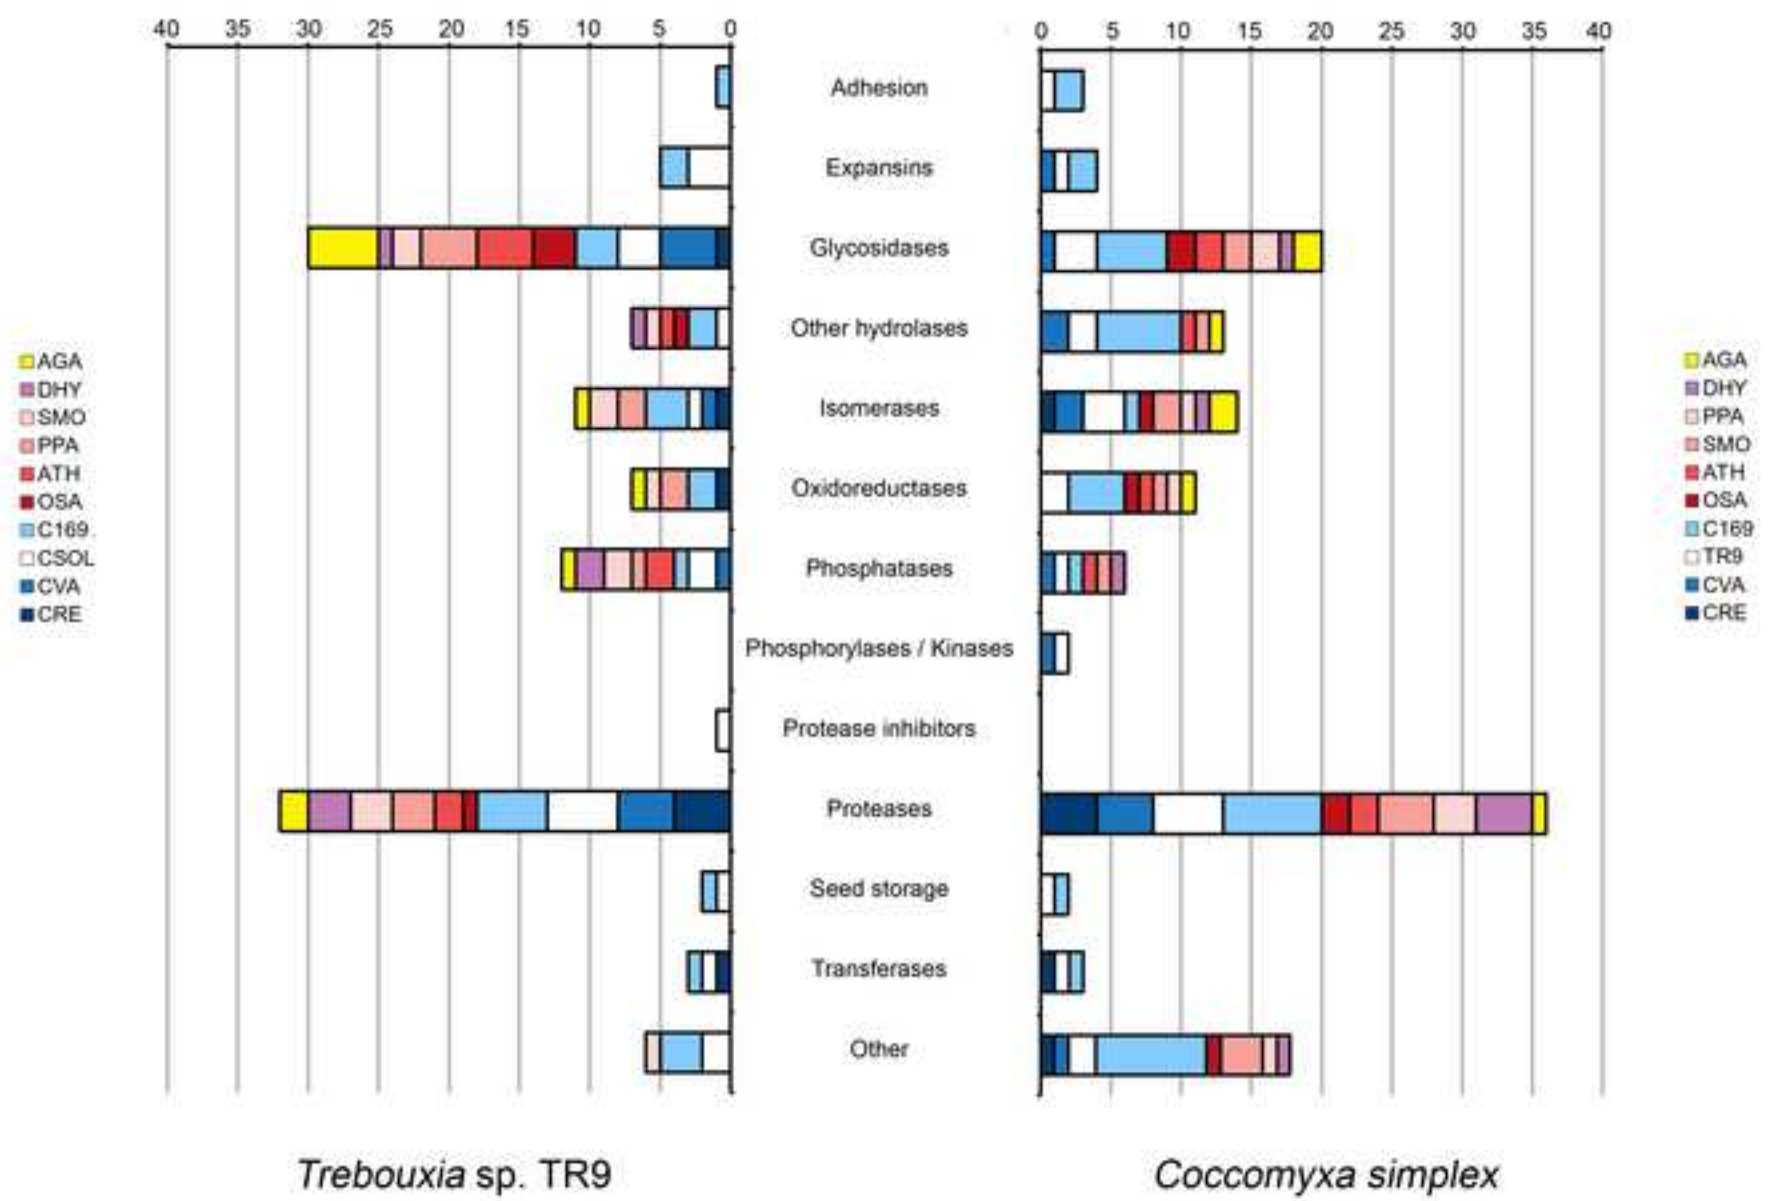 40 35 30 25 20 15 10 5 0
0 5 10 15 20 25 30 35 40
Adhesion
Expansins
Glycosidases
Other hydrolases
Isomerases
Oxidoreductases
Phosphatases
Phosphorylases / Kinases
Protease inhibitors
Proteases
Seed storage
Transferases
Other
AGA
DHY
SMO
PPA
ATH
OSA
C169
CSOL
CVA
CRE
AGA
DHY
PPA
SMO
ATH
OSA
C169
TR9
CVA
CRE
Trebouxia sp. TR9
Coccomyxa simplex